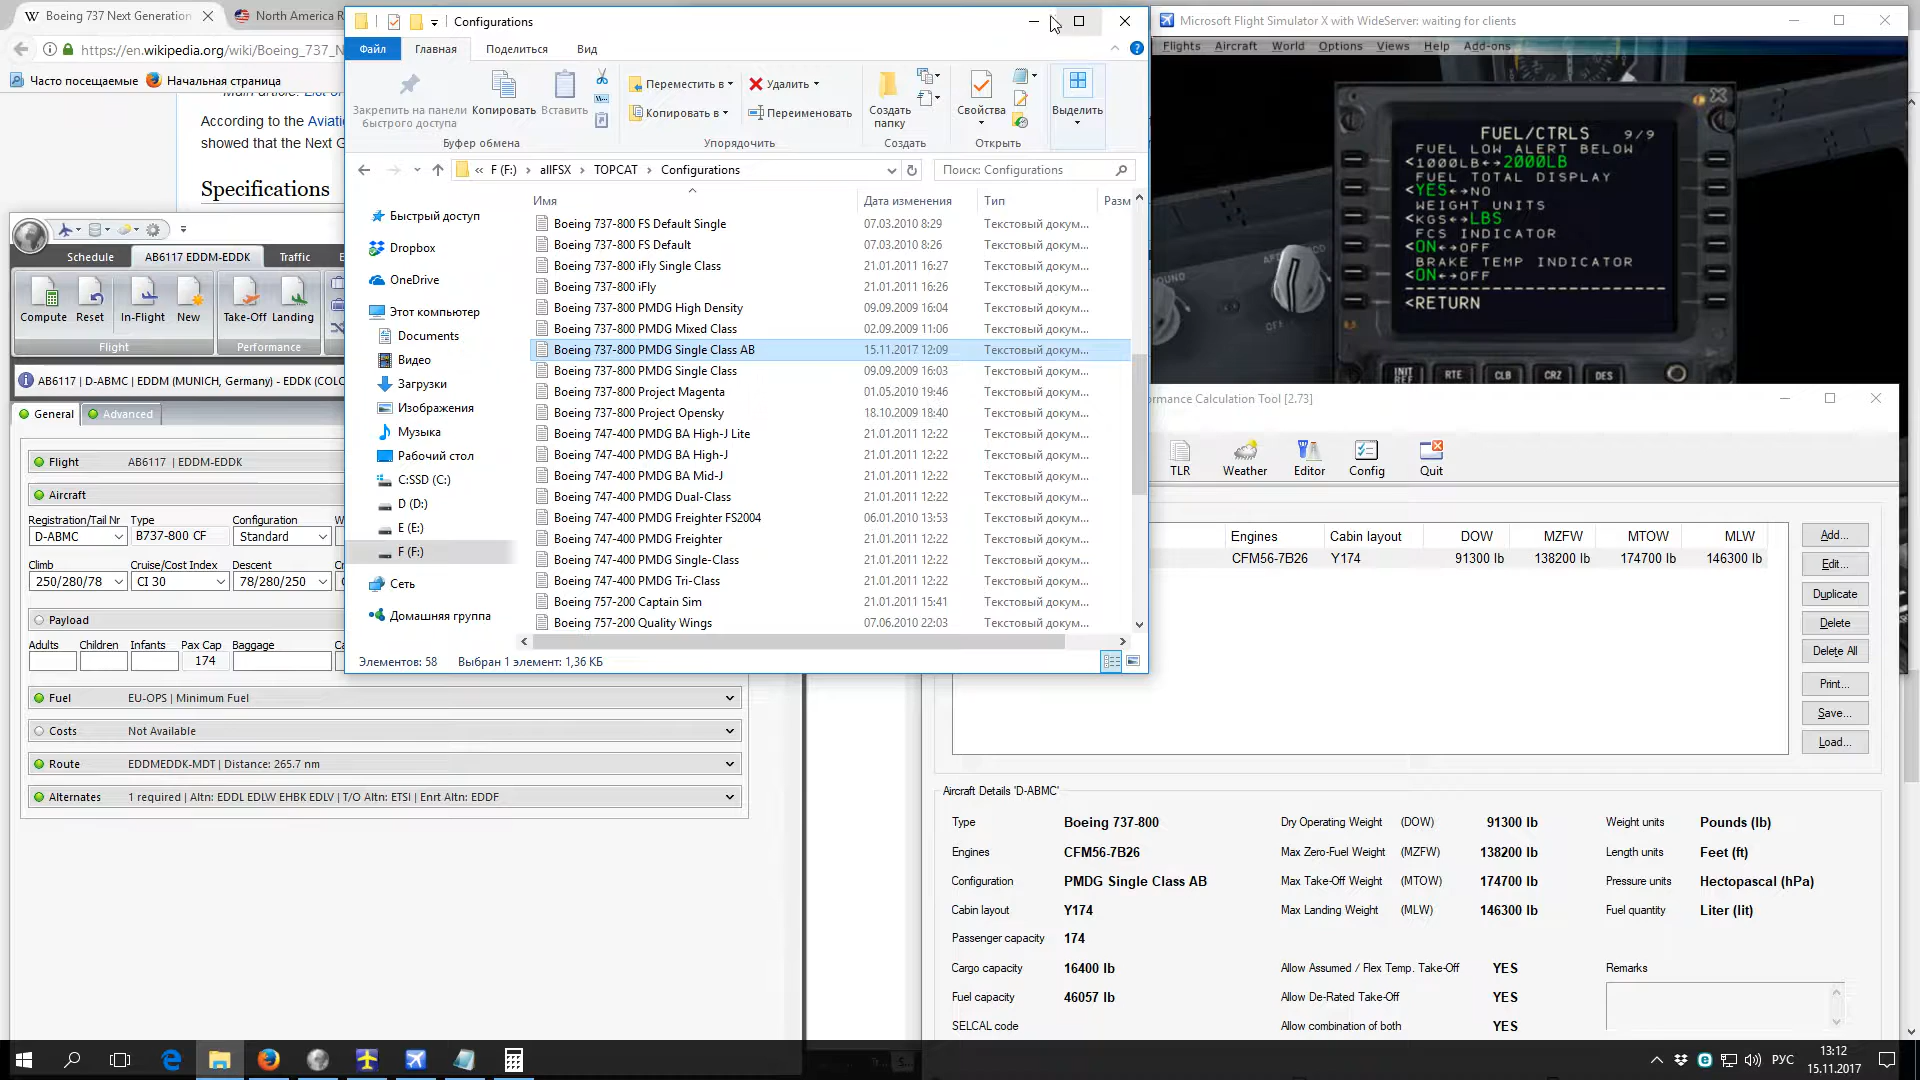 Boeing 737 Next Generation
North America R
https://en.wikipedia.org/wiki/Boeing_737_N
Часто посещаемые
Начальная страница
According to the Aviatio
showed that the Next G
Specifications
Schedule
AB6117 EDDM-EDDK
Traffic
Compute
Reset
In-Flight
New
Take-Off
Landing
Flight
Performance
AB6117 | D-ABMC | EDDM (MUNICH, Germany) - EDDK (COLO
General
Advanced
Flight AB6117 | EDDM-EDDK
Aircraft
Registration/Tail Nr Type Configuration
D-ABMC B737-800 CF Standard
Climb Cruise/Cost Index Descent
250/280/78 CI 30 78/280/250
Payload
Adults Children Infants Pax Cap Baggage
174
Fuel EU-OPS | Minimum Fuel
Costs Not Available
Route EDDMEDDK-MDT | Distance: 265.7 nm
Alternates 1 required | Altn: EDDL EDLW EHBK EDLV | T/O Altn: ETSI | Enrt Altn: EDDF
Configurations
Файл
Главная
Поделиться
Вид
Закрепить на панели быстрого доступа
Копировать
Вставить
Буфер обмена
Переместить в
Копировать в
Удалить
Переименовать
Упорядочить
Создать папку
Создать
Свойства
Открыть
Выделить
« F (F:) › allFSX › TOPCAT › Configurations
Поиск: Configurations
Быстрый доступ
Dropbox
OneDrive
Этот компьютер
Documents
Видео
Загрузки
Изображения
Музыка
Рабочий стол
C:SSD (C:)
D (D:)
E (E:)
F (F:)
Сеть
Домашняя группа
Имя Дата изменения Тип Разм
Boeing 737-800 FS Default Single 07.03.2010 8:29 Текстовый докум...
Boeing 737-800 FS Default 07.03.2010 8:26 Текстовый докум...
Boeing 737-800 iFly Single Class 21.01.2011 16:27 Текстовый докум...
Boeing 737-800 iFly 21.01.2011 16:26 Текстовый докум...
Boeing 737-800 PMDG High Density 09.09.2009 16:04 Текстовый докум...
Boeing 737-800 PMDG Mixed Class 02.09.2009 11:06 Текстовый докум...
Boeing 737-800 PMDG Single Class AB 15.11.2017 12:09 Текстовый докум...
Boeing 737-800 PMDG Single Class 09.09.2009 16:03 Текстовый докум...
Boeing 737-800 Project Magenta 01.05.2010 19:46 Текстовый докум...
Boeing 737-800 Project Opensky 18.10.2009 18:40 Текстовый докум...
Boeing 747-400 PMDG BA High-J Lite 21.01.2011 12:22 Текстовый докум...
Boeing 747-400 PMDG BA High-J 21.01.2011 12:22 Текстовый докум...
Boeing 747-400 PMDG BA Mid-J 21.01.2011 12:22 Текстовый докум...
Boeing 747-400 PMDG Dual-Class 21.01.2011 12:22 Текстовый докум...
Boeing 747-400 PMDG Freighter FS2004 06.01.2010 13:53 Текстовый докум...
Boeing 747-400 PMDG Freighter 21.01.2011 12:22 Текстовый докум...
Boeing 747-400 PMDG Single-Class 21.01.2011 12:22 Текстовый докум...
Boeing 747-400 PMDG Tri-Class 21.01.2011 12:22 Текстовый докум...
Boeing 757-200 Captain Sim 21.01.2011 15:41 Текстовый докум...
Boeing 757-200 Quality Wings 07.06.2010 22:03 Текстовый докум...
Элементов: 58 Выбран 1 элемент: 1,36 КБ
Microsoft Flight Simulator X with WideServer: waiting for clients
Flights Aircraft World Options Views Help Add-ons
FUEL/CTRLS 9/9
FUEL LOW ALERT BELOW
<1000LB↔2000LB
FUEL TOTAL DISPLAY
<YES↔NO
WEIGHT UNITS
<KGS↔LBS
FCS INDICATOR
<ON↔OFF
BRAKE TEMP INDICATOR
<ON↔OFF
<RETURN
INIT REF RTE CLB CRZ DES
OFF
ormance Calculation Tool [2.73]
TLR Weather Editor Config Quit
Engines Cabin layout DOW MZFW MTOW MLW
CFM56-7B26 Y174 91300 lb 138200 lb 174700 lb 146300 lb
Add...
Edit...
Duplicate
Delete
Delete All
Print...
Save...
Load...
Aircraft Details 'D-ABMC'
Type Boeing 737-800 Dry Operating Weight (DOW) 91300 lb Weight units Pounds (lb)
Engines CFM56-7B26 Max Zero-Fuel Weight (MZFW) 138200 lb Length units Feet (ft)
Configuration PMDG Single Class AB Max Take-Off Weight (MTOW) 174700 lb Pressure units Hectopascal (hPa)
Cabin layout Y174 Max Landing Weight (MLW) 146300 lb Fuel quantity Liter (lit)
Passenger capacity 174
Cargo capacity 16400 lb Allow Assumed / Flex Temp. Take-Off YES Remarks
Fuel capacity 46057 lb Allow De-Rated Take-Off YES
SELCAL code Allow combination of both YES
РУС
13:12
15.11.2017